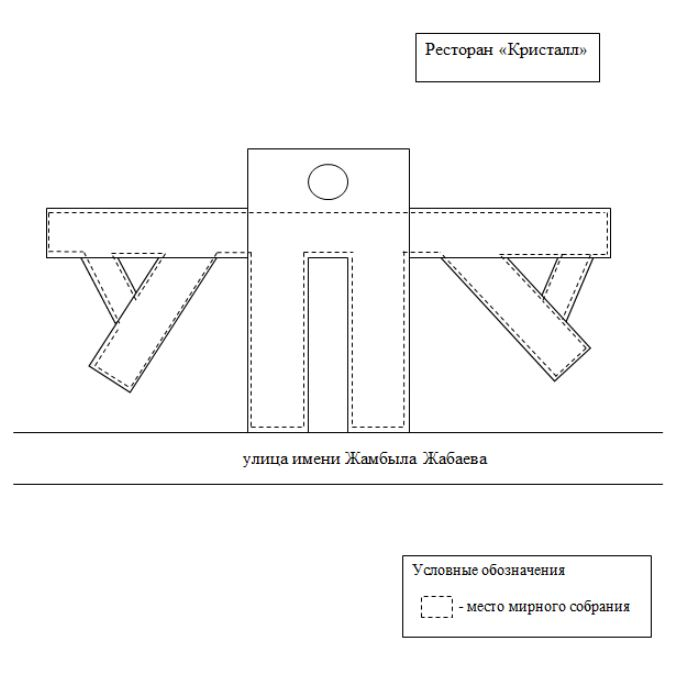 Ресторан «Кристалл»
улица имени Жамбыла Жабаева
Условные обозначения
- место мирного собрания